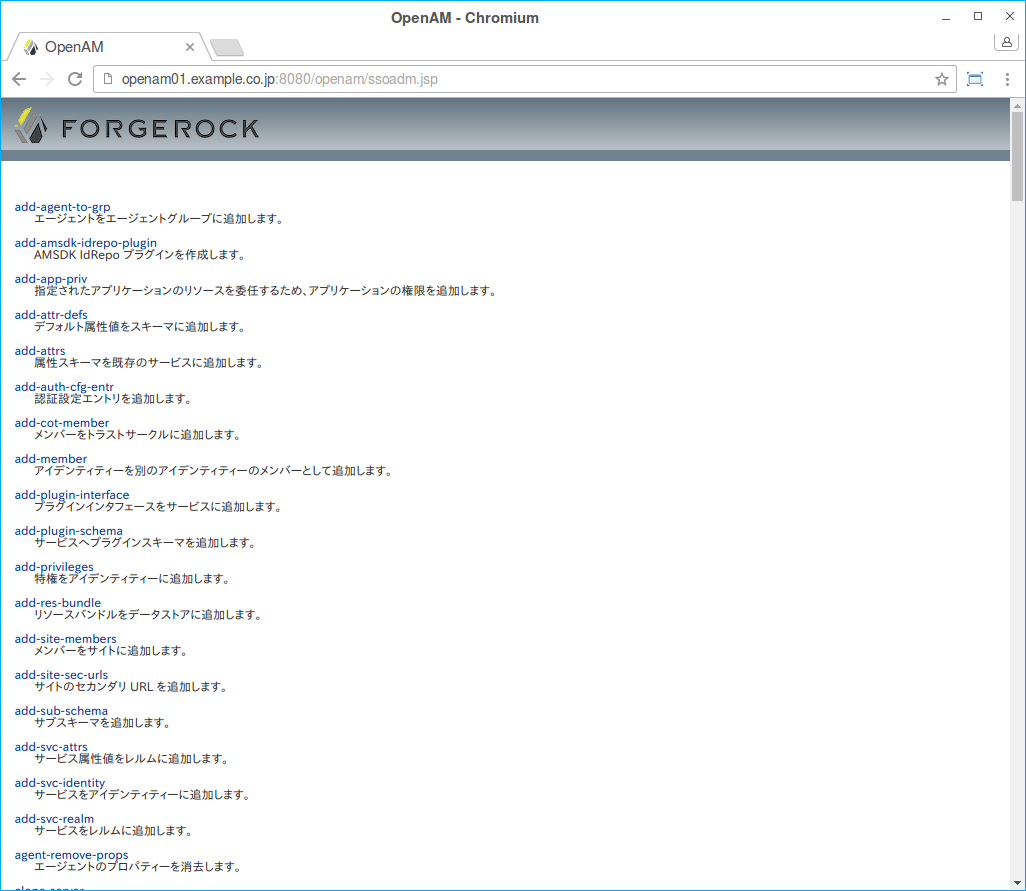 OpenAM - Chromium
OpenAM
openam01.example.co.jp:8080/openam/ssoadm.jsp
FORGEROCK
add-agent-to-grp
エージェントをエージェントグループに追加します。
add-amsdk-idrepo-plugin
AMSDK IdRepo プラグインを作成します。
add-app-priv
指定されたアプリケーションのリソースを委任するため、アプリケーションの権限を追加します。
add-attr-defs
デフォルト属性値をスキーマに追加します。
add-attrs
属性スキーマを既存のサービスに追加します。
add-auth-cfg-entr
認証設定エントリを追加します。
add-cot-member
メンバーをトラストサークルに追加します。
add-member
アイデンティティーを別のアイデンティティーのメンバーとして追加します。
add-plugin-interface
プラグインインタフェースをサービスに追加します。
add-plugin-schema
サービスへプラグインスキーマを追加します。
add-privileges
特権をアイデンティティーに追加します。
add-res-bundle
リソースバンドルをデータストアに追加します。
add-site-members
メンバーをサイトに追加します。
add-site-sec-urls
サイトのセカンダリ URL を追加します。
add-sub-schema
サブスキーマを追加します。
add-svc-attrs
サービス属性値をレルムに追加します。
add-svc-identity
サービスをアイデンティティーに追加します。
add-svc-realm
サービスをレルムに追加します。
agent-remove-props
エージェントのプロパティーを消去します。